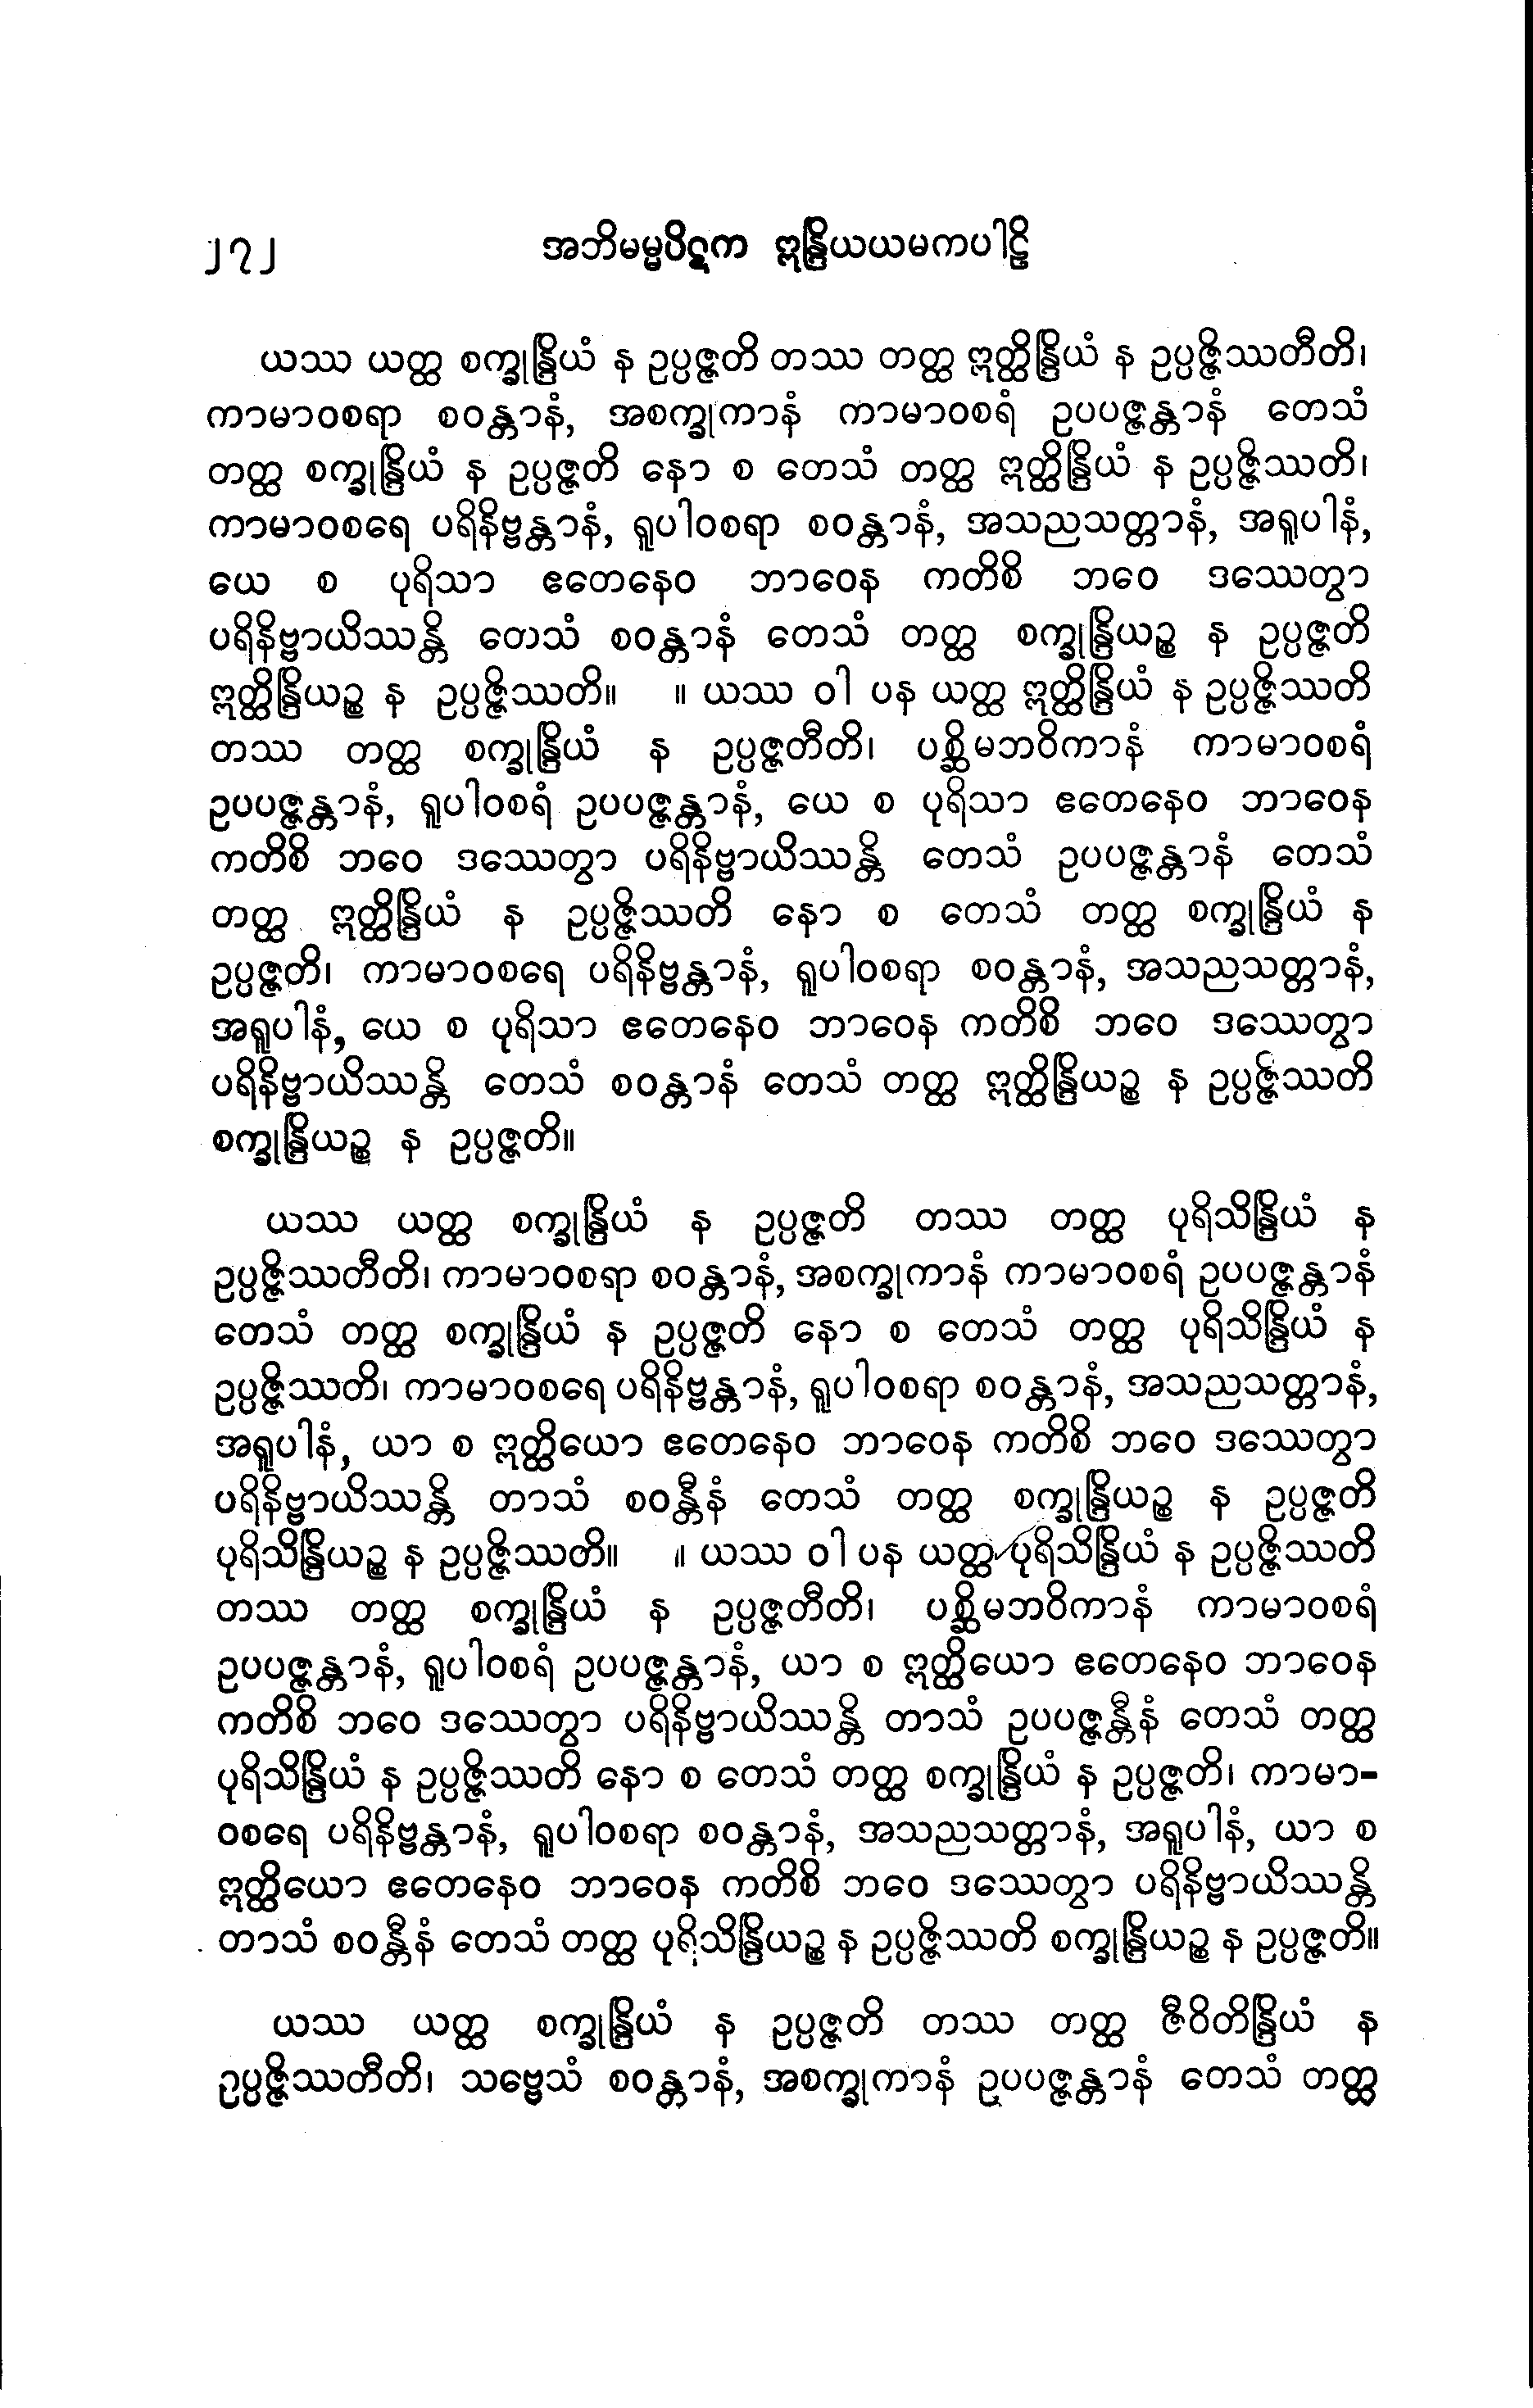 ၂၇၂ အဘိဓမ္မပိဋက ဣန္ဒြိယယမကပါဠိ
ယဿ ယတ္ထ စက္ခုန္ဒြိယံ န ဥပ္ပဇ္ဇတိ တဿ တတ္ထ ဣတ္ထိန္ဒြိယံ န ဥပ္ပဇ္ဇိဿတီတိ၊
ကာမာဝစရာ စဝန္တာနံ, အစက္ခုကာနံ ကာမာဝစရံ ဥပပဇ္ဇန္တာနံ တေသံ
တတ္ထ စက္ခုန္ဒြိယံ န ဥပ္ပဇ္ဇတိ နော စ တေသံ တတ္ထ ဣတ္ထိန္ဒြိယံ န ဥပ္ပဇ္ဇိဿတိ၊
ကာမာဝစရေ ပရိနိဗ္ဗန္တာနံ, ရူပါဝစရာ စဝန္တာနံ, အသညသတ္တာနံ, အရူပါနံ,
ယေ စ ပုရိသာ ဧတေနေဝ ဘာဝေန ကတိစိ ဘဝေ ဒဿေတွာ
ပရိနိဗ္ဗာယိဿန္တိ တေသံ စဝန္တာနံ တေသံ တတ္ထ စက္ခုန္ဒြိယဉ္စ န ဥပ္ပဇ္ဇတိ
ဣတ္ထိန္ဒြိယဉ္စ န ဥပ္ပဇ္ဇိဿတိ။ ။ ယဿ ဝါ ပန ယတ္ထ ဣတ္ထိန္ဒြိယံ န ဥပ္ပဇ္ဇိဿတိ
တဿ တတ္ထ စက္ခုန္ဒြိယံ န ဥပ္ပဇ္ဇတီတိ၊ ပစ္ဆိမဘဝိကာနံ ကာမာဝစရံ
ဥပပဇ္ဇန္တာနံ, ရူပါဝစရံ ဥပပဇ္ဇန္တာနံ, ယေ စ ပုရိသာ ဧတေနေဝ ဘာဝေန
ကတိစိ ဘဝေ ဒဿေတွာ ပရိနိဗ္ဗာယိဿန္တိ တေသံ ဥပပဇ္ဇန္တာနံ တေသံ
တတ္ထ ဣတ္ထိန္ဒြိယံ န ဥပ္ပဇ္ဇိဿတိ နော စ တေသံ တတ္ထ စက္ခုန္ဒြိယံ န
ဥပ္ပဇ္ဇတိ၊ ကာမာဝစရေ ပရိနိဗ္ဗန္တာနံ, ရူပါဝစရာ စဝန္တာနံ, အသညသတ္တာနံ,
အရူပါနံ, ယေ စ ပုရိသာ ဧတေနေဝ ဘာဝေန ကတိစိ ဘဝေ ဒဿေတွာ
ပရိနိဗ္ဗာယိဿန္တိ တေသံ စဝန္တာနံ တေသံ တတ္ထ ဣတ္ထိန္ဒြိယဉ္စ န ဥပ္ပဇ္ဇိဿတိ
စက္ခုန္ဒြိယဉ္စ န ဥပ္ပဇ္ဇတိ။
ယဿ ယတ္ထ စက္ခုန္ဒြိယံ န ဥပ္ပဇ္ဇတိ တဿ တတ္ထ ပုရိသိန္ဒြိယံ န
ဥပ္ပဇ္ဇိဿတီတိ၊ ကာမာဝစရာ စဝန္တာနံ, အစက္ခုကာနံ ကာမာဝစရံ ဥပပဇ္ဇန္တာနံ
တေသံ တတ္ထ စက္ခုန္ဒြိယံ န ဥပ္ပဇ္ဇတိ နော စ တေသံ တတ္ထ ပုရိသိန္ဒြိယံ န
ဥပ္ပဇ္ဇိဿတိ၊ ကာမာဝစရေ ပရိနိဗ္ဗန္တာနံ, ရူပါဝစရာ စဝန္တာနံ, အသညသတ္တာနံ,
အရူပါနံ, ယာ စ ဣတ္ထိယော ဧတေနေဝ ဘာဝေန ကတိစိ ဘဝေ ဒဿေတွာ
ပရိနိဗ္ဗာယိဿန္တိ တာသံ စဝန္တီနံ တေသံ တတ္ထ စက္ခုန္ဒြိယဉ္စ န ဥပ္ပဇ္ဇတိ
ပုရိသိန္ဒြိယဉ္စ န ဥပ္ပဇ္ဇိဿတိ။ ။ ယဿ ဝါ ပန ယတ္ထ ပုရိသိန္ဒြိယံ န ဥပ္ပဇ္ဇိဿတိ
တဿ တတ္ထ စက္ခုန္ဒြိယံ န ဥပ္ပဇ္ဇတီတိ၊ ပစ္ဆိမဘဝိကာနံ ကာမာဝစရံ
ဥပပဇ္ဇန္တာနံ, ရူပါဝစရံ ဥပပဇ္ဇန္တာနံ, ယာ စ ဣတ္ထိယော ဧတေနေဝ ဘာဝေန
ကတိစိ ဘဝေ ဒဿေတွာ ပရိနိဗ္ဗာယိဿန္တိ တာသံ ဥပပဇ္ဇန္တီနံ တေသံ တတ္ထ
ပုရိသိန္ဒြိယံ န ဥပ္ပဇ္ဇိဿတိ နော စ တေသံ တတ္ထ စက္ခုန္ဒြိယံ န ဥပ္ပဇ္ဇတိ၊ ကာမာ-
ဝစရေ ပရိနိဗ္ဗန္တာနံ, ရူပါဝစရာ စဝန္တာနံ, အသညသတ္တာနံ, အရူပါနံ, ယာ စ
ဣတ္ထိယော ဧတေနေဝ ဘာဝေန ကတိစိ ဘဝေ ဒဿေတွာ ပရိနိဗ္ဗာယိဿန္တိ
တာသံ စဝန္တီနံ တေသံ တတ္ထ ပုရိသိန္ဒြိယဉ္စ န ဥပ္ပဇ္ဇိဿတိ စက္ခုန္ဒြိယဉ္စ န ဥပ္ပဇ္ဇတိ။
ယဿ ယတ္ထ စက္ခုန္ဒြိယံ န ဥပ္ပဇ္ဇတိ တဿ တတ္ထ ဇီဝိတိန္ဒြိယံ န
ဥပ္ပဇ္ဇိဿတီတိ၊ သဗ္ဗေသံ စဝန္တာနံ, အစက္ခုကာနံ ဥပပဇ္ဇန္တာနံ တေသံ တတ္ထ